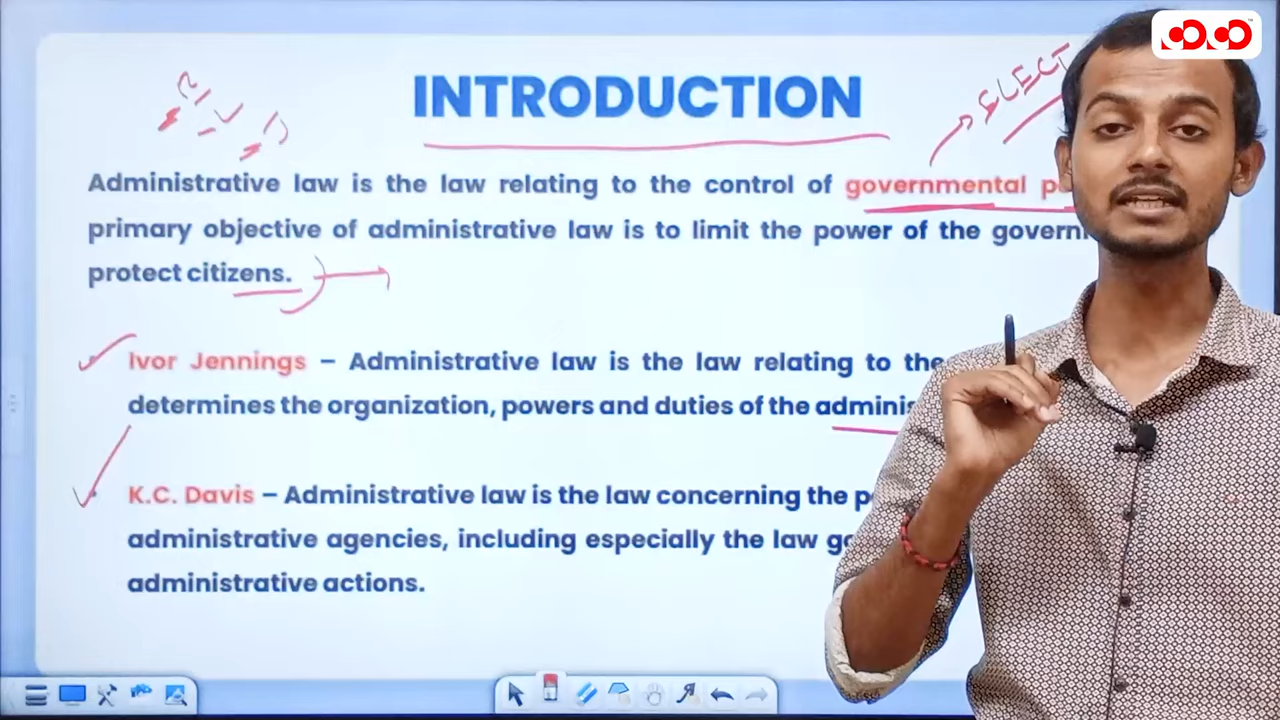 INTRODUCTION
ELECT
Administrative law is the law relating to the control of governmental
primary objective of administrative law is to limit the power of the
protect citizens.
Ivor Jennings – Administrative law is the law relating to the
determines the organization, powers and duties of the
K.C. Davis – Administrative law is the law concerning the
administrative agencies, including especially the law
administrative actions.